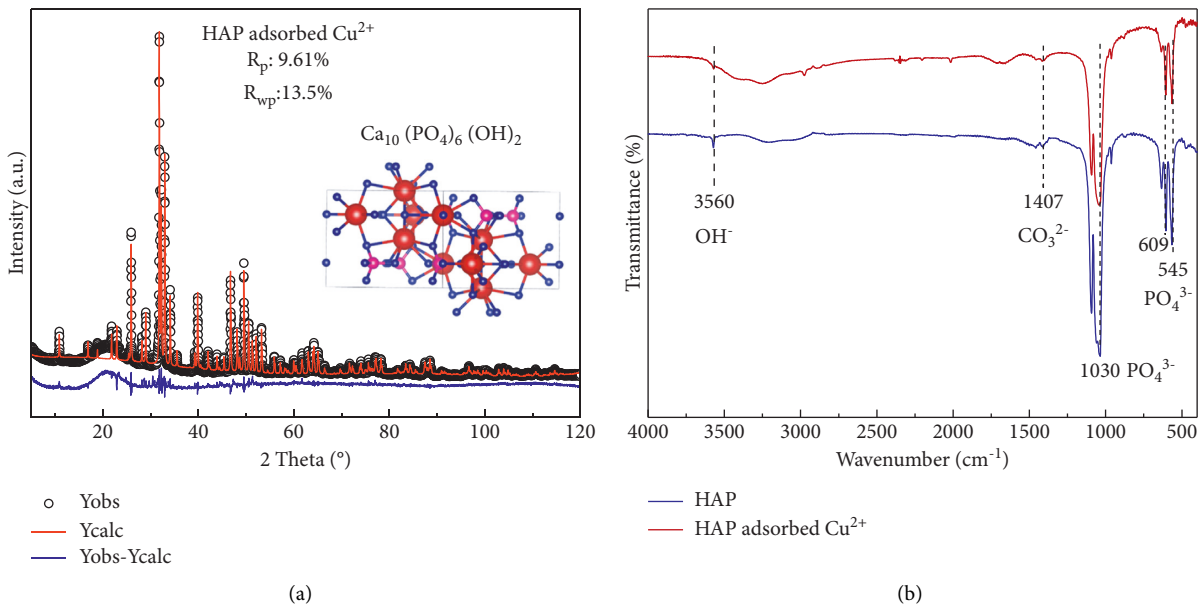 (a)
HAP adsorbed Cu²⁺
Rₚ: 9.61%
R_wp:13.5%
Ca₁₀ (PO₄)₆ (OH)₂
Intensity (a.u.)
20 40 60 80 100 120
2 Theta (°)
Yobs
Ycalc
Yobs-Ycalc
(a)
(b)
3560
OH⁻
1407
CO₃²⁻
609
545
PO₄³⁻
1030 PO₄³⁻
Transmittance (%)
4000 3500 3000 2500 2000 1500 1000 500
Wavenumber (cm⁻¹)
HAP
HAP adsorbed Cu²⁺
(b)